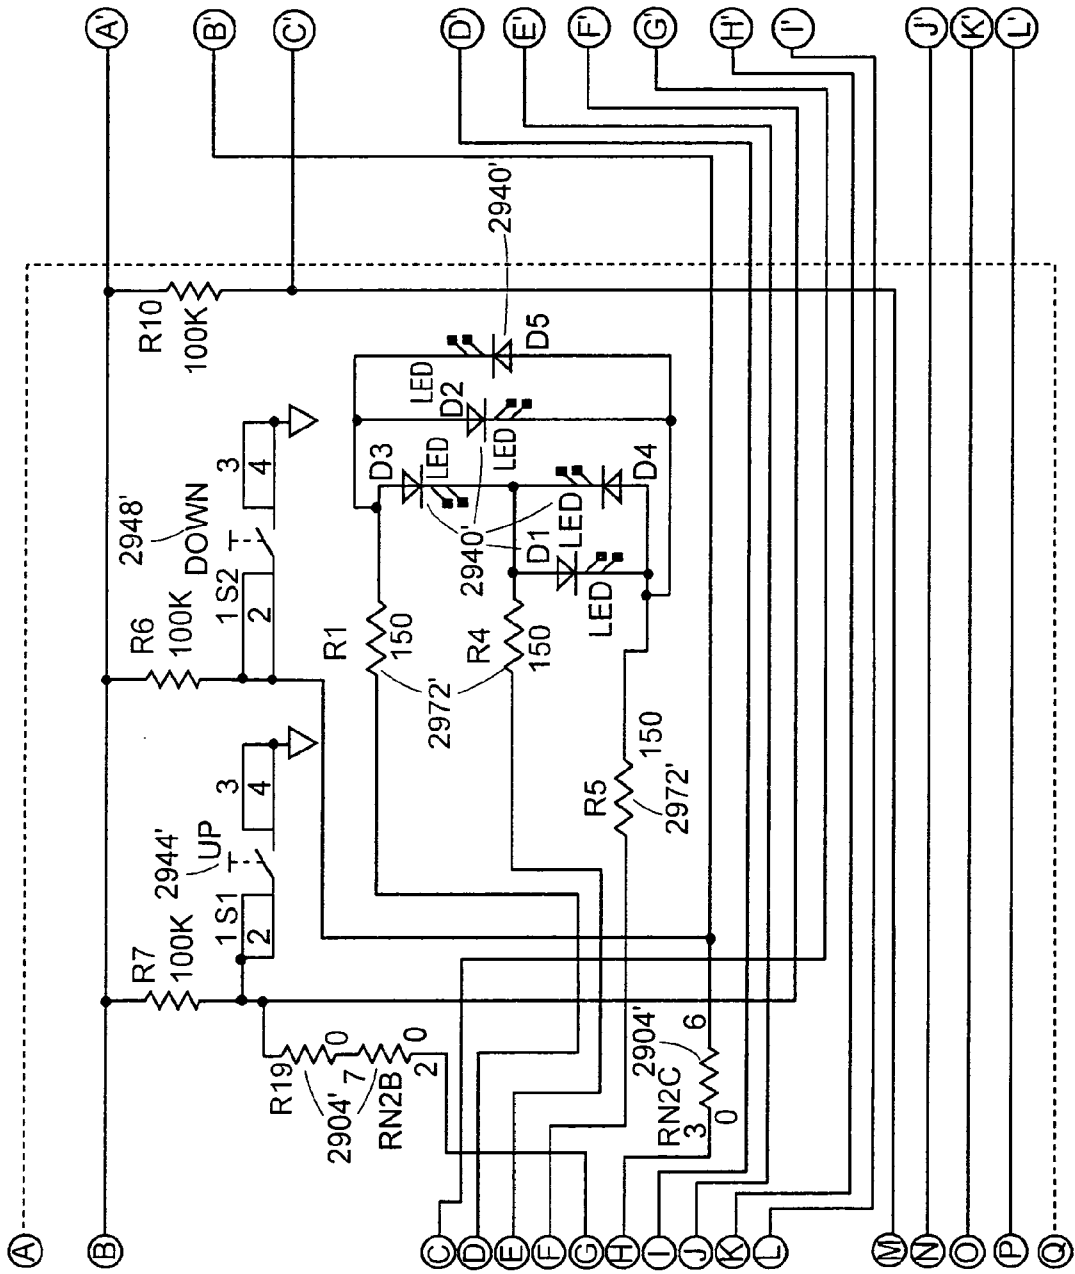 A'
B'
C'
D'
E'
F'
G'
H'
I'
J'
K'
L'
2940'
R10
100K
D5
LED
D2
LED
3
4
D3
LED
D4
LED
2940'
D1
LED
2948'
DOWN
1 S2
2
R6
100K
R1
150
R4
150
2972'
150
R5
2972'
3
4
2944'
UP
1 S1
2
R7
100K
R19
0
2904'
7
0
RN2B
2
2904'
6
RN2C
3
0
A
B
C
D
E
F
G
H
I
J
K
L
M
N
O
P
Q